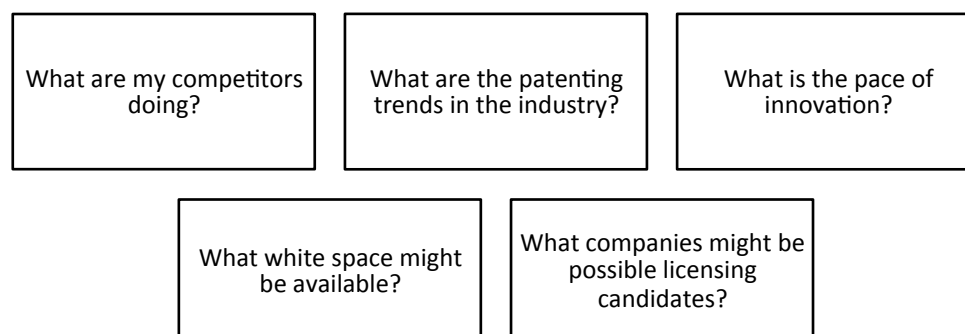 What are my competitors
doing?
What are the patenting
trends in the industry?
What is the pace of
innovation?
What white space might
be available?
What companies might be
possible licensing
candidates?